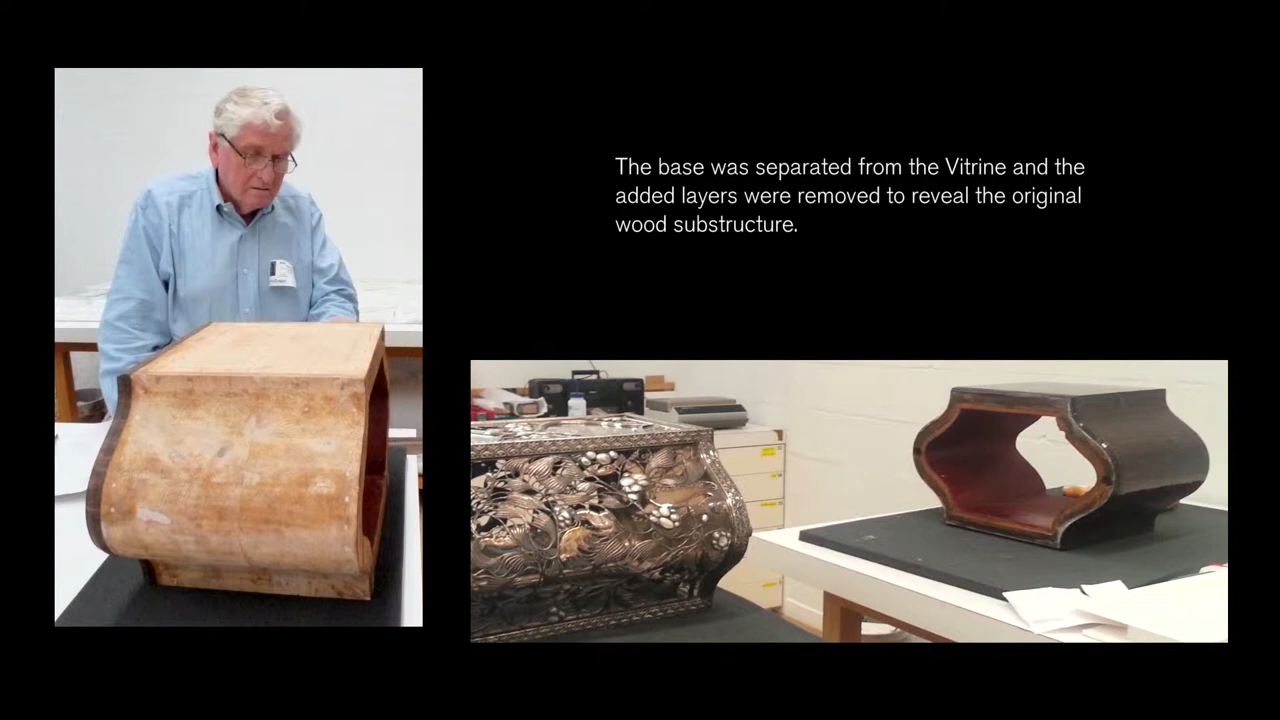 The base was separated from the Vitrine and the
added layers were removed to reveal the original
wood substructure.